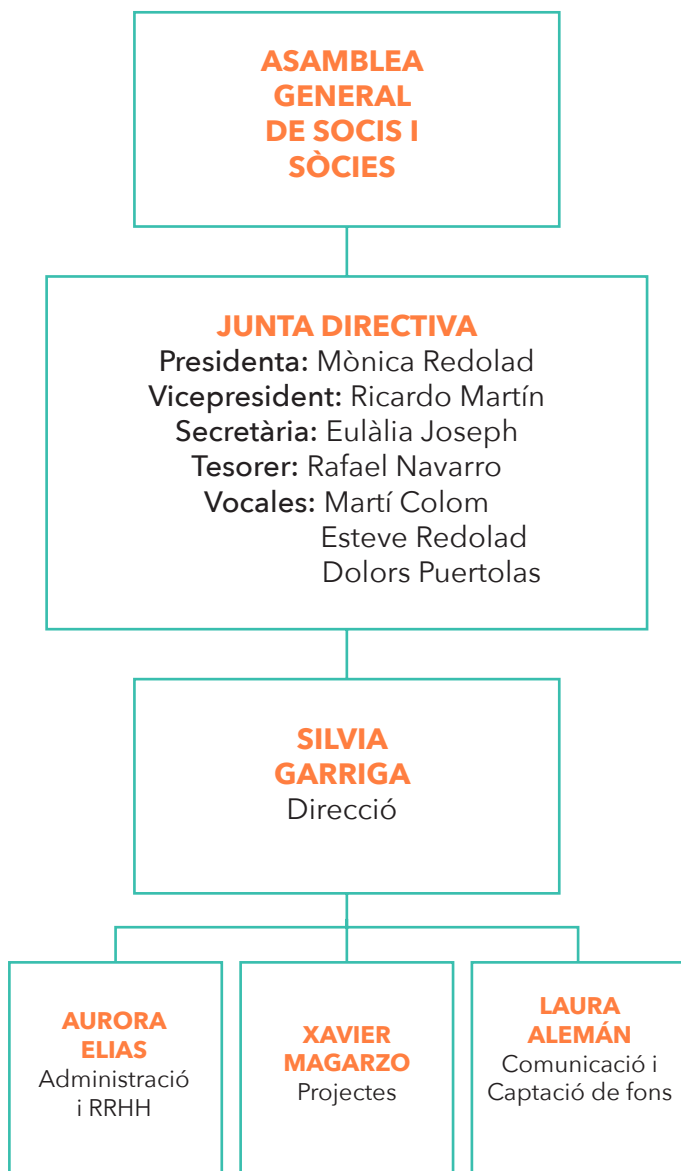 ASAMBLEA
GENERAL
DE SOCIS I
SÒCIES
JUNTA DIRECTIVA
Presidenta: Mònica Redolad
Vicepresident: Ricardo Martín
Secretària: Eulàlia Joseph
Tesorer: Rafael Navarro
Vocales: Martí Colom
Esteve Redolad
Dolors Puertolas
SILVIA
GARRIGA
Direcció
AURORA
ELIAS
Administració
i RRHH
XAVIER
MAGARZO
Projectes
LAURA
ALEMÁN
Comunicació i
Captació de fons